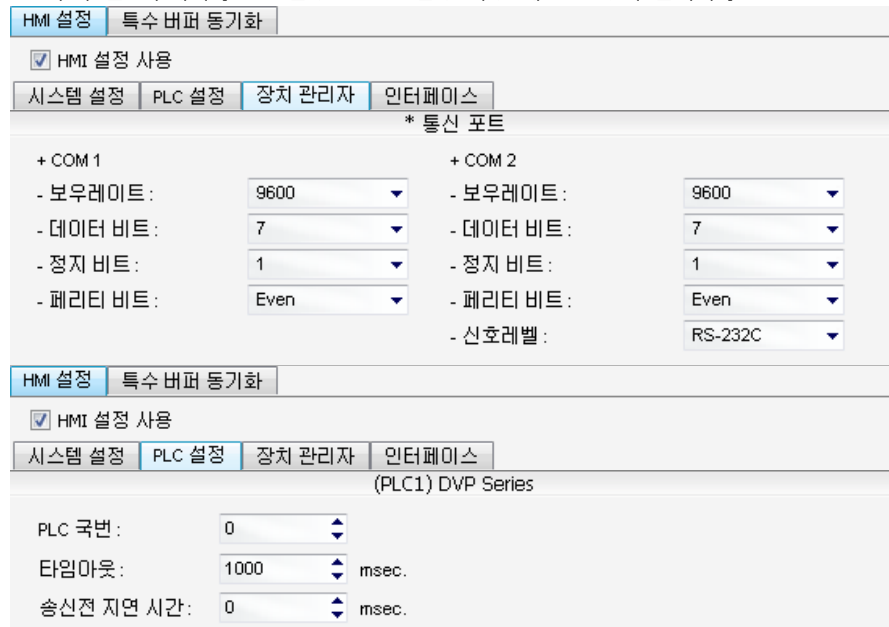 HMI 설정 특수 버퍼 동기화
HMI 설정 사용
시스템 설정 PLC 설정 장치 관리자 인터페이스
* 통신 포트
+ COM 1 + COM 2
- 보우레이트 : 9600 - 보우레이트 : 9600
- 데이터 비트 : 7 - 데이터 비트 : 7
- 정지 비트 : 1 - 정지 비트 : 1
- 페리티 비트 : Even - 페리티 비트 : Even
- 신호레벨 : RS-232C
HMI 설정 특수 버퍼 동기화
HMI 설정 사용
시스템 설정 PLC 설정 장치 관리자 인터페이스
(PLC1) DVP Series
PLC 국번 : 0
타임아웃 : 1000 msec.
송신전 지연 시간 : 0 msec.